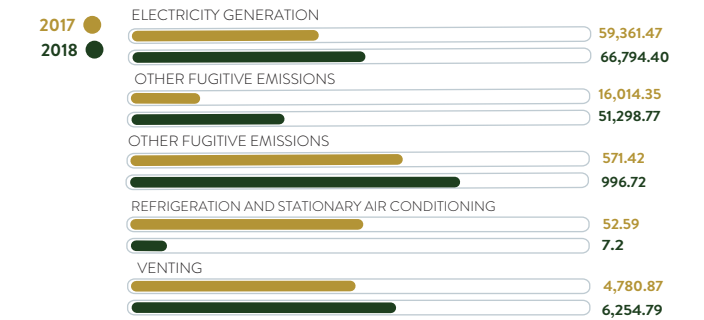 2017
2018
ELECTRICITY GENERATION
59,361.47
66,794.40
OTHER FUGITIVE EMISSIONS
16,014.35
51,298.77
OTHER FUGITIVE EMISSIONS
571.42
996.72
REFRIGERATION AND STATIONARY AIR CONDITIONING
52.59
7.2
VENTING
4,780.87
6,254.79